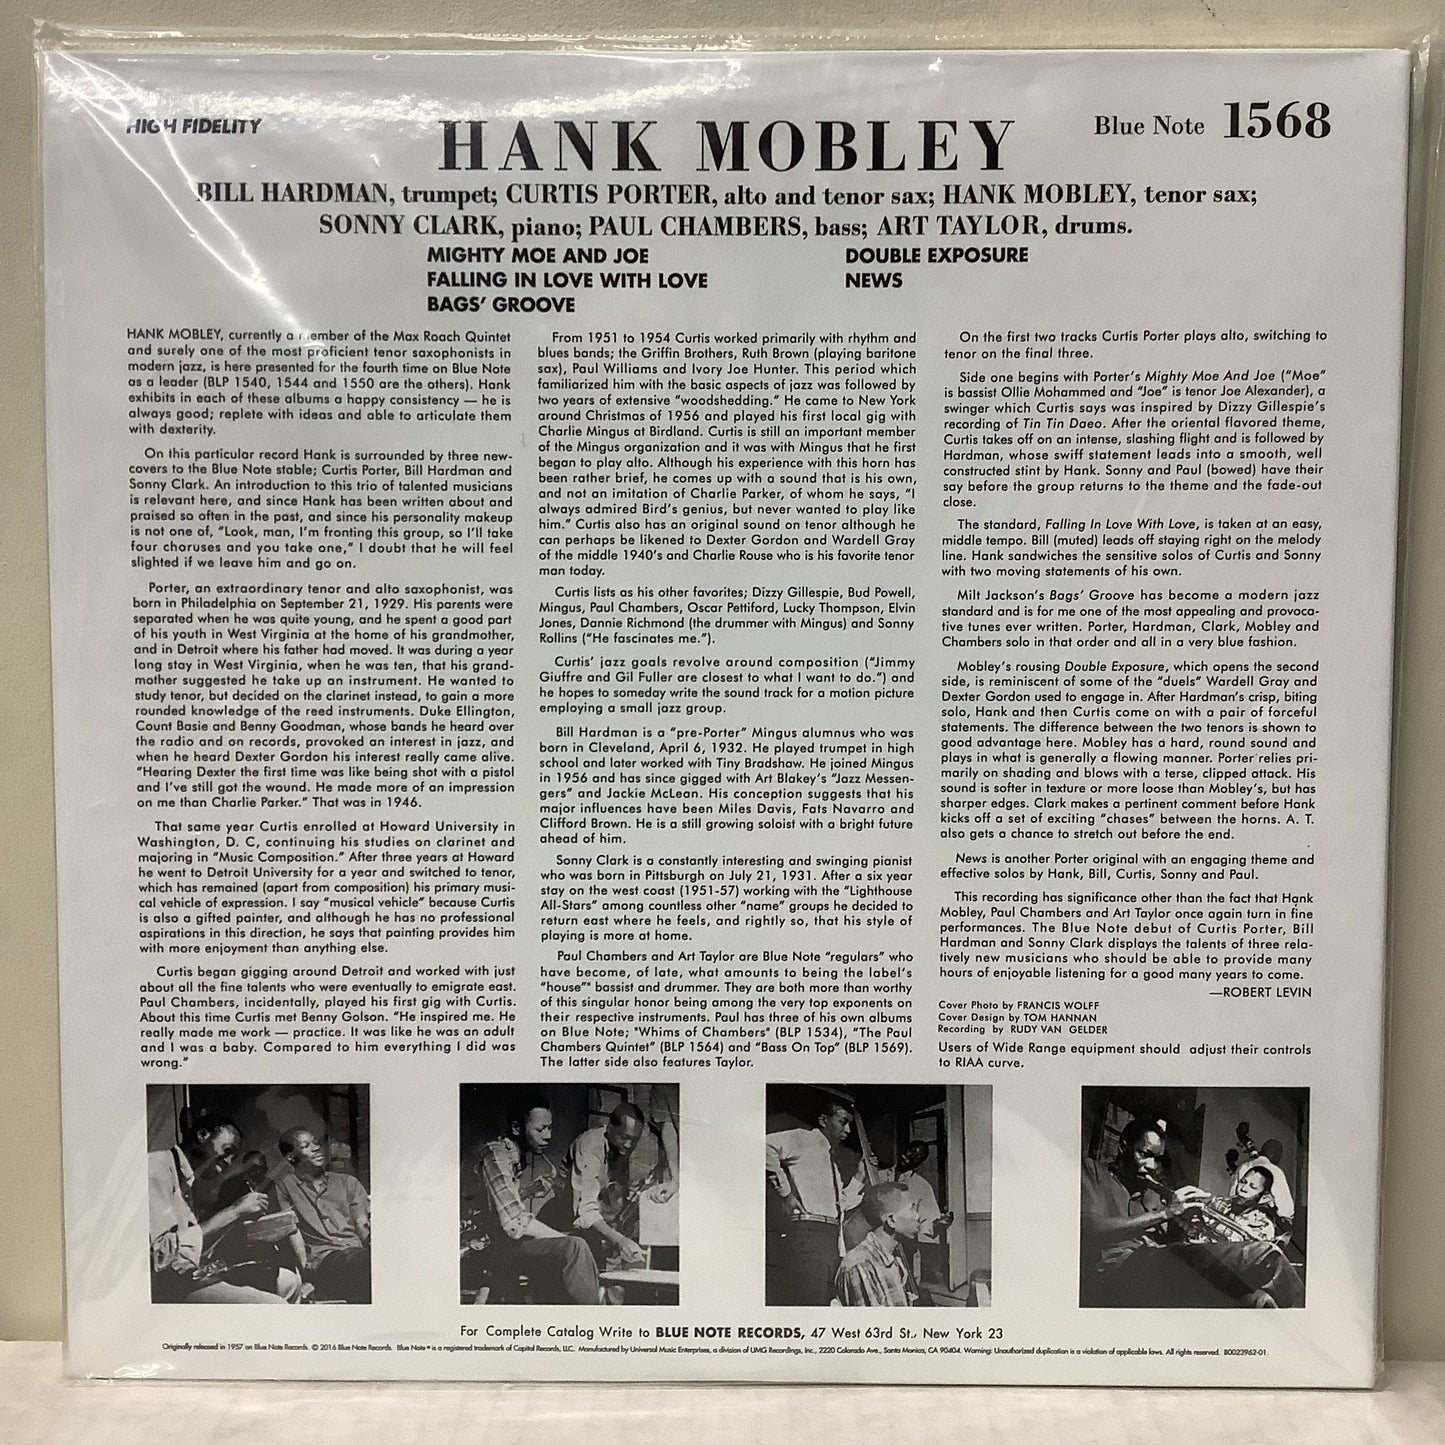 HIGH FIDELITY
HANK MOBLEY
Blue Note 1568
BILL HARDMAN, trumpet; CURTIS PORTER, alto and tenor sax; HANK MOBLEY, tenor sax;
SONNY CLARK, piano; PAUL CHAMBERS, bass; ART TAYLOR, drums.
MIGHTY MOE AND JOE
FALLING IN LOVE WITH LOVE
BAGS' GROOVE
DOUBLE EXPOSURE
NEWS
HANK MOBLEY, currently a member of the Max Roach Quintet
and surely one of the most proficient tenor saxophonists in
modern jazz, is here presented for the fourth time on Blue Note
as a leader (BLP 1540, 1544 and 1550 are the others). Hank
exhibits in each of these albums a happy consistency — he is
always good; replete with ideas and able to articulate them
with dexterity.
On this particular record Hank is surrounded by three new-
covers to the Blue Note stable; Curtis Porter, Bill Hardman and
Sonny Clark. An introduction to this trio of talented musicians
is relevant here, and since Hank has been written about and
praised so often in the past, and since his personality makeup
is not one of, "Look, man, I'm fronting this group, so I'll take
four choruses and you take one," I doubt that he will feel
slighted if we leave him and go on.
Porter, an extraordinary tenor and alto saxophonist, was
born in Philadelphia on September 21, 1929. His parents were
separated when he was quite young, and he spent a good part
of his youth in West Virginia at the home of his grandmother,
and in Detroit where his father had moved. It was during a year
long stay in West Virginia, when he was ten, that his grand-
mother suggested he take up an instrument. He wanted to
study tenor, but decided on the clarinet instead, to gain a more
rounded knowledge of the reed instruments. Duke Ellington,
Count Basie and Benny Goodman, whose bands he heard over
the radio and on records, provoked an interest in jazz, and
when he heard Dexter Gordon his interest really came alive.
"Hearing Dexter the first time was like being shot with a pistol
and I've still got the wound. He made more of an impression
on me than Charlie Parker." That was in 1946.
That same year Curtis enrolled at Howard University in
Washington, D. C, continuing his studies on clarinet and
majoring in "Music Composition." After three years at Howard
he went to Detroit University for a year and switched to tenor,
which has remained (apart from composition) his primary musi-
cal vehicle of expression. I say "musical vehicle" because Curtis
is also a gifted painter, and although he has no professional
aspirations in this direction, he says that painting provides him
with more enjoyment than anything else.
Curtis began gigging around Detroit and worked with just
about all the fine talents who were eventually to emigrate east.
Paul Chambers, incidentally, played his first gig with Curtis.
About this time Curtis met Benny Golson. "He inspired me. He
really made me work — practice. It was like he was an adult
and I was a baby. Compared to him everything I did was
wrong."
From 1951 to 1954 Curtis worked primarily with rhythm and
blues bands; the Griffin Brothers, Ruth Brown (playing baritone
sax), Paul Williams and Ivory Joe Hunter. This period which
familiarized him with the basic aspects of jazz was followed by
two years of extensive "woodshedding." He came to New York
around Christmas of 1956 and played his first local gig with
Charlie Mingus at Birdland. Curtis is still an important member
of the Mingus organization and it was with Mingus that he first
began to play alto. Although his experience with this horn has
been rather brief, he comes up with a sound that is his own,
and not an imitation of Charlie Parker, of whom he says, "I
always admired Bird's genius, but never wanted to play like
him." Curtis also has an original sound on tenor although he
can perhaps be likened to Dexter Gordon and Wardell Gray
of the middle 1940's and Charlie Rouse who is his favorite tenor
man today.
Curtis lists as his other favorites; Dizzy Gillespie, Bud Powell,
Mingus, Paul Chambers, Oscar Pettiford, Lucky Thompson, Elvin
Jones, Dannie Richmond (the drummer with Mingus) and Sonny
Rollins ("He fascinates me.").
Curtis' jazz goals revolve around composition ("Jimmy
Giuffre and Gil Fuller are closest to what I want to do.") and
he hopes to someday write the sound track for a motion picture
employing a small jazz group.
Bill Hardman is a "pre-Porter" Mingus alumnus who was
born in Cleveland, April 6, 1932. He played trumpet in high
school and later worked with Tiny Bradshaw. He joined Mingus
in 1956 and has since gigged with Art Blakey's "Jazz Messen-
gers" and Jackie McLean. His conception suggests that his
major influences have been Miles Davis, Fats Navarro and
Clifford Brown. He is a still growing soloist with a bright future
ahead of him.
Sonny Clark is a constantly interesting and swinging pianist
who was born in Pittsburgh on July 21, 1931. After a six year
stay on the west coast (1951-57) working with the "Lighthouse
All-Stars" among countless other "name" groups he decided to
return east where he feels, and rightly so, that his style of
playing is more at home.
Paul Chambers and Art Taylor are Blue Note "regulars" who
have become, of late, what amounts to being the label's
"house"" bassist and drummer. They are both more than worthy
of this singular honor being among the very top exponents on
their respective instruments. Paul has three of his own albums
on Blue Note; "Whims of Chambers" (BLP 1534), "The Paul
Chambers Quintet" (BLP 1564) and "Bass On Top" (BLP 1569).
The latter side also features Taylor.
On the first two tracks Curtis Porter plays alto, switching to
tenor on the final three.
Side one begins with Porter's Mighty Moe And Joe ("Moe"
is bassist Ollie Mohammed and "Joe" is tenor Joe Alexander), a
swinger which Curtis says was inspired by Dizzy Gillespie's
recording of Tin Tin Daeo. After the oriental flavored theme,
Curtis takes off on an intense, slashing flight and is followed by
Hardman, whose swift statement leads into a smooth, well
constructed stint by Hank. Sonny and Paul (bowed) have their
say before the group returns to the theme and the fade-out
close.
The standard, Falling In Love With Love, is taken at an easy,
middle tempo. Bill (muted) leads off staying right on the melody
line. Hank sandwiches the sensitive solos of Curtis and Sonny
with two moving statements of his own.
Milt Jackson's Bags' Groove has become a modern jazz
standard and is for me one of the most appealing and provoca-
tive tunes ever written. Porter, Hardman, Clark, Mobley and
Chambers solo in that order and all in a very blue fashion.
Mobley's rousing Double Exposure, which opens the second
side, is reminiscent of some of the "duels" Wardell Gray and
Dexter Gordon used to engage in. After Hardman's crisp, biting
solo, Hank and then Curtis come on with a pair of forceful
statements. The difference between the two tenors is shown to
good advantage here. Mobley has a hard, round sound and
plays in what is generally a flowing manner. Porter relies pri-
marily on shading and blows with a terse, clipped attack. His
sound is softer in texture or more loose than Mobley's, but has
sharper edges. Clark makes a pertinent comment before Hank
kicks off a set of exciting "chases" between the horns. A. T.
also gets a chance to stretch out before the end.
News is another Porter original with an engaging theme and
effective solos by Hank, Bill, Curtis, Sonny and Paul.
This recording has significance other than the fact that Hank
Mobley, Paul Chambers and Art Taylor once again turn in fine
performances. The Blue Note debut of Curtis Porter, Bill
Hardman and Sonny Clark displays the talents of three rela-
tively new musicians who should be able to provide many
hours of enjoyable listening for a good many years to come.
—ROBERT LEVIN
Cover Photo by FRANCIS WOLFF
Cover Design by TOM HANNAN
Recording by RUDY VAN GELDER
Users of Wide Range equipment should adjust their controls
to RIAA curve.
For Complete Catalog Write to BLUE NOTE RECORDS, 47 West 63rd St., New York 23
Originally released in 1957 on Blue Note Records. © 2016 Blue Note Records. Blue Note® is a registered trademark of Capitol Records, LLC. Manufactured by Universal Music Enterprises, a division of UMG Recordings, Inc., 2220 Colorado Ave., Santa Monica, CA 90404. Warning: Unauthorized duplication is a violation of applicable laws. All rights reserved. B0023962-01.